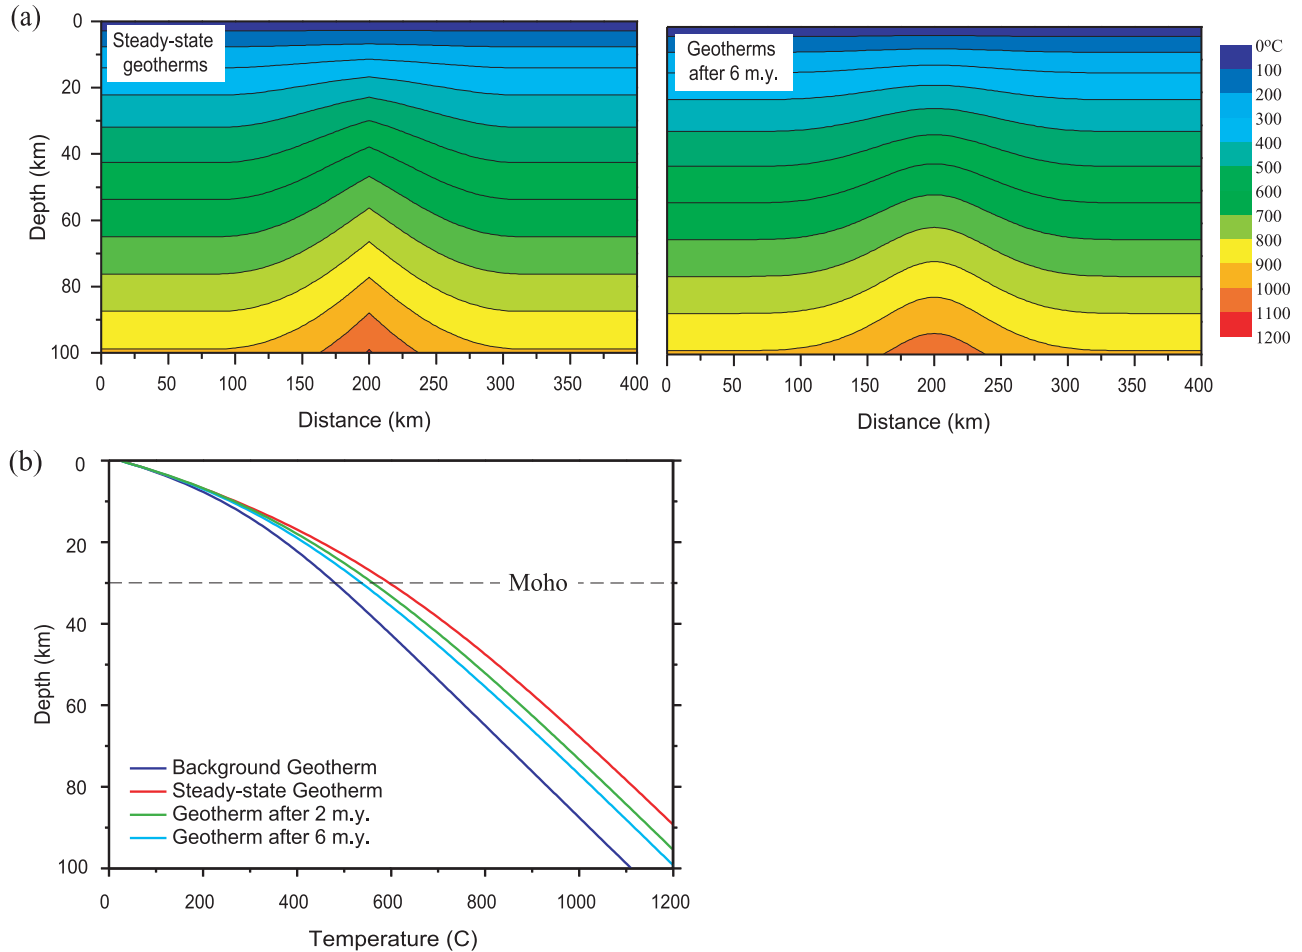 (a)
0
20
40
60
80
100
Depth (km)
Steady-state
geotherms
0 50 100 150 200 250 300 350 400
Distance (km)
Geotherms
after 6 m.y.
0 50 100 150 200 250 300 350 400
Distance (km)
0ºC
100
200
300
400
500
600
700
800
900
1000
1100
1200
(b)
0
20
40
60
80
100
Depth (km)
Moho
Background Geotherm
Steady-state Geotherm
Geotherm after 2 m.y.
Geotherm after 6 m.y.
0 200 400 600 800 1000 1200
Temperature (C)